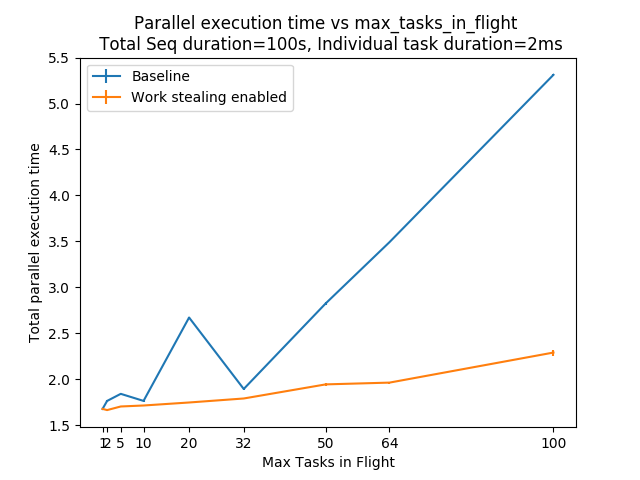 Parallel execution time vs max_tasks_in_flight
Total Seq duration=100s, Individual task duration=2ms
Baseline
Work stealing enabled
Total parallel execution time
5.5
5.0
4.5
4.0
3.5
3.0
2.5
2.0
1.5
1 2 5 10 20 32 50 64 100
Max Tasks in Flight